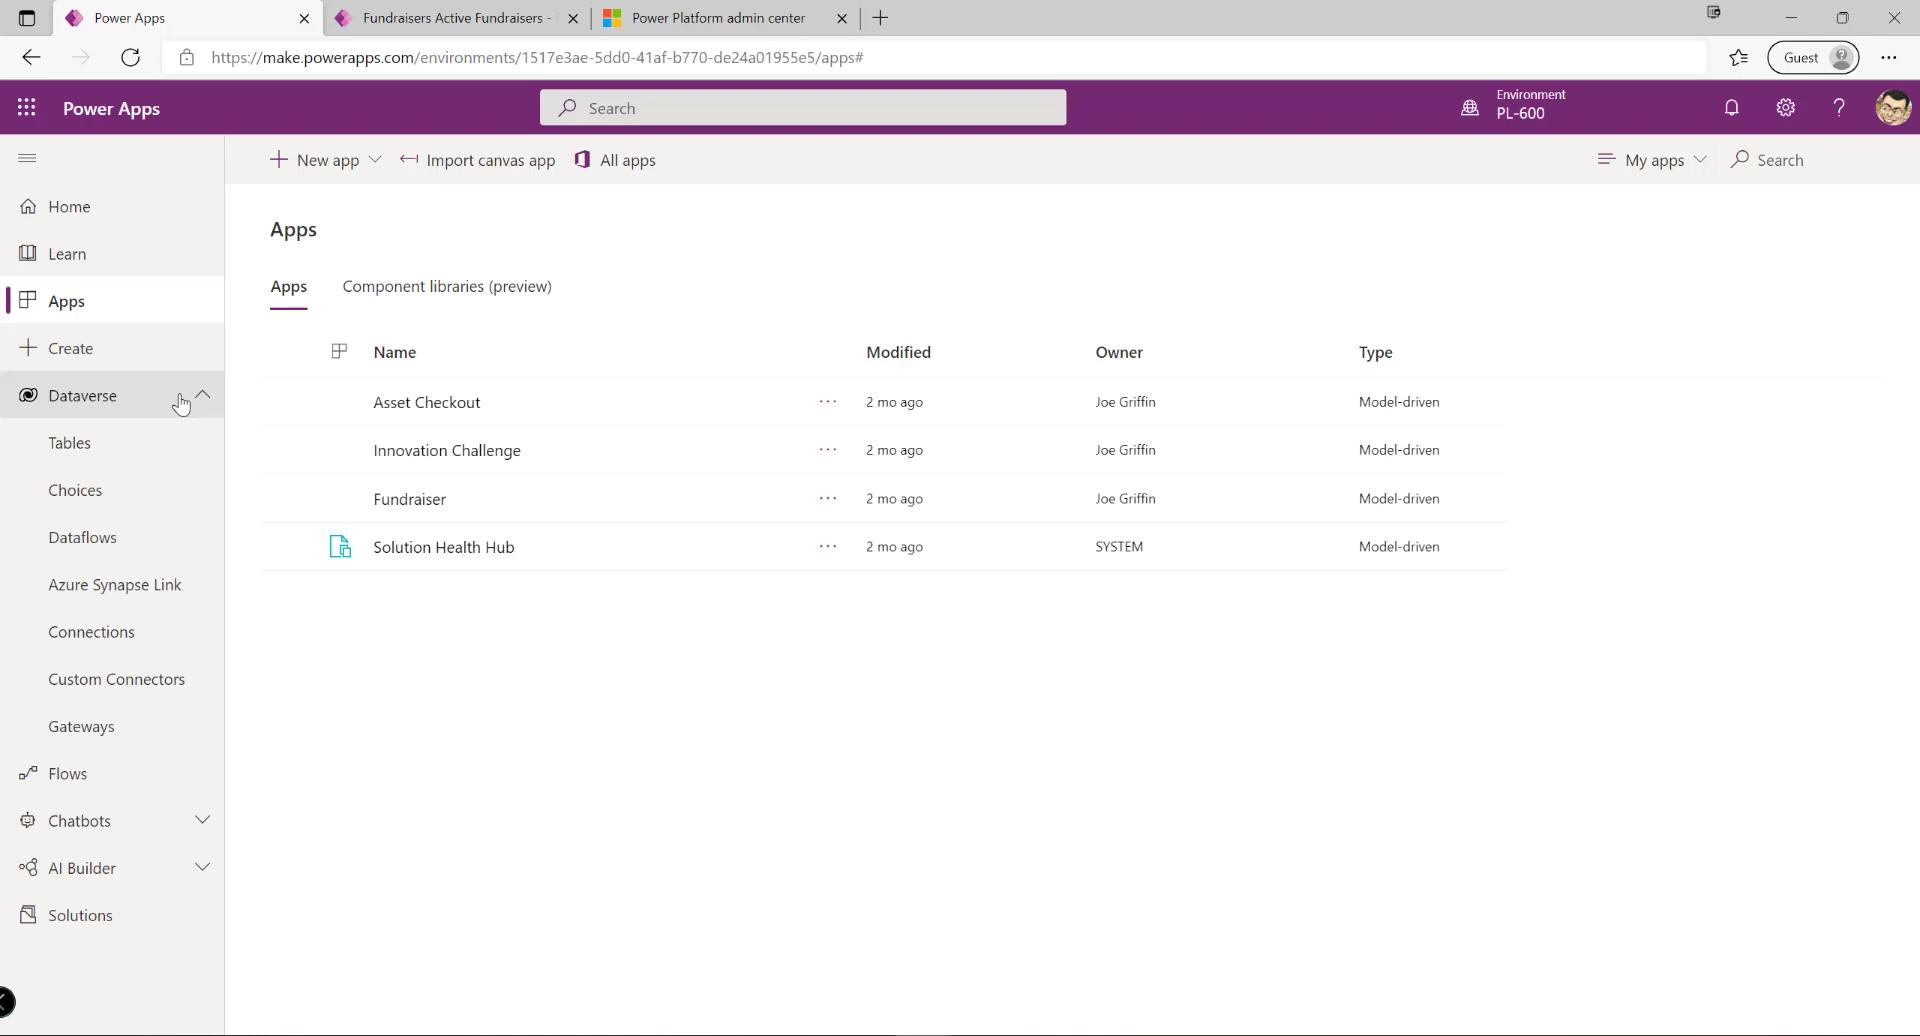 Power Apps
Fundraisers Active Fundraisers -
Power Platform admin center
https://make.powerapps.com/environments/1517e3ae-5dd0-41af-b770-de24a01955e5/apps#
Guest
Power Apps
Search
Environment
PL-600
New app
Import canvas app
All apps
My apps
Search
Home
Learn
Apps
Create
Dataverse
Tables
Choices
Dataflows
Azure Synapse Link
Connections
Custom Connectors
Gateways
Flows
Chatbots
AI Builder
Solutions
Apps
Apps Component libraries (preview)
Name Modified Owner Type
Asset Checkout ... 2 mo ago Joe Griffin Model-driven
Innovation Challenge ... 2 mo ago Joe Griffin Model-driven
Fundraiser ... 2 mo ago Joe Griffin Model-driven
Solution Health Hub ... 2 mo ago SYSTEM Model-driven